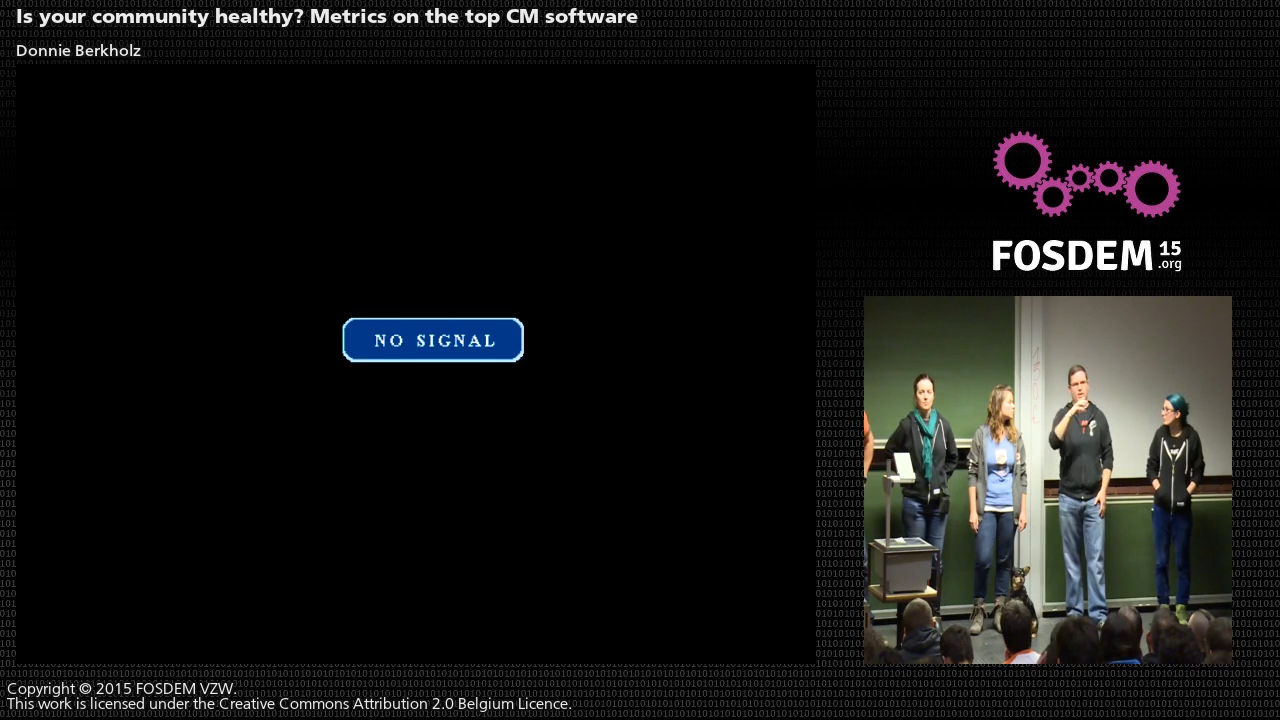 Is your community healthy? Metrics on the top CM software
Donnie Berkholz
NO SIGNAL
FOSDEM 15
.org
Copyright © 2015 FOSDEM VZW.
This work is licensed under the Creative Commons Attribution 2.0 Belgium Licence.